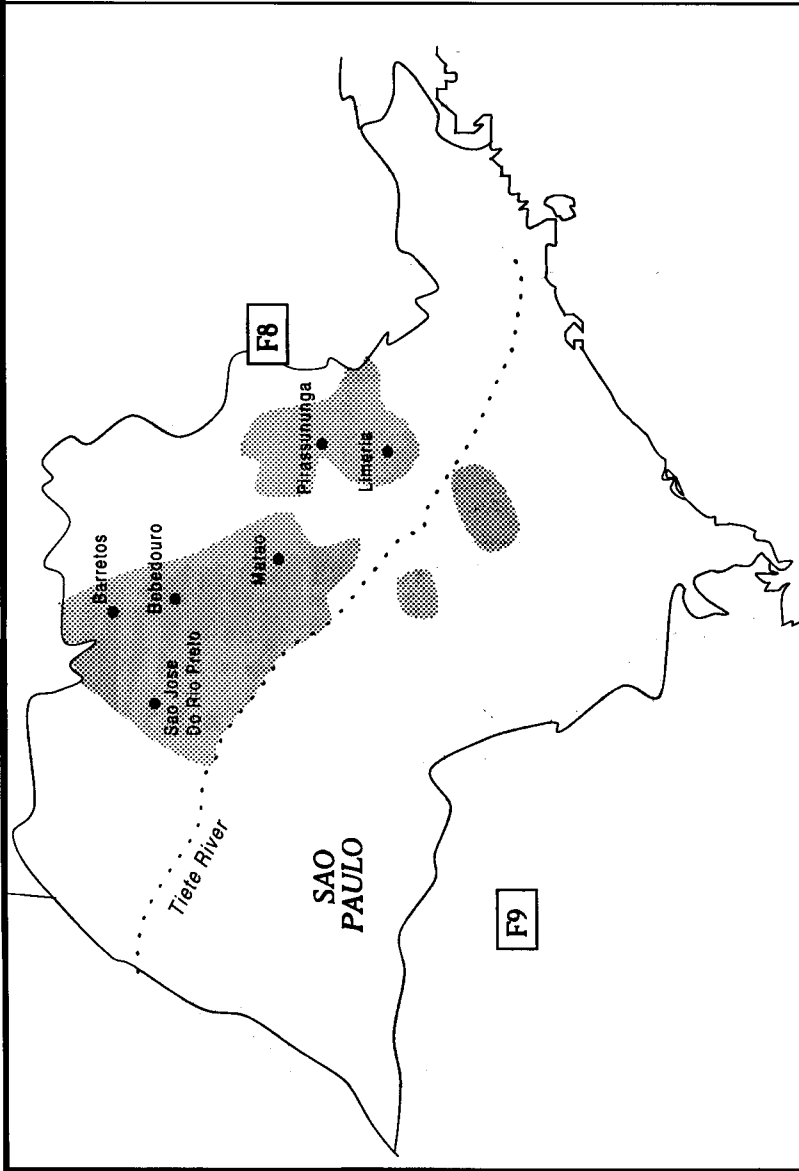 F8
Barretos
Bebedouro
Sao Jose
Do Rio Preto
Matao
Pirassununga
Limeria
Tiete River
SAO
PAULO
F9